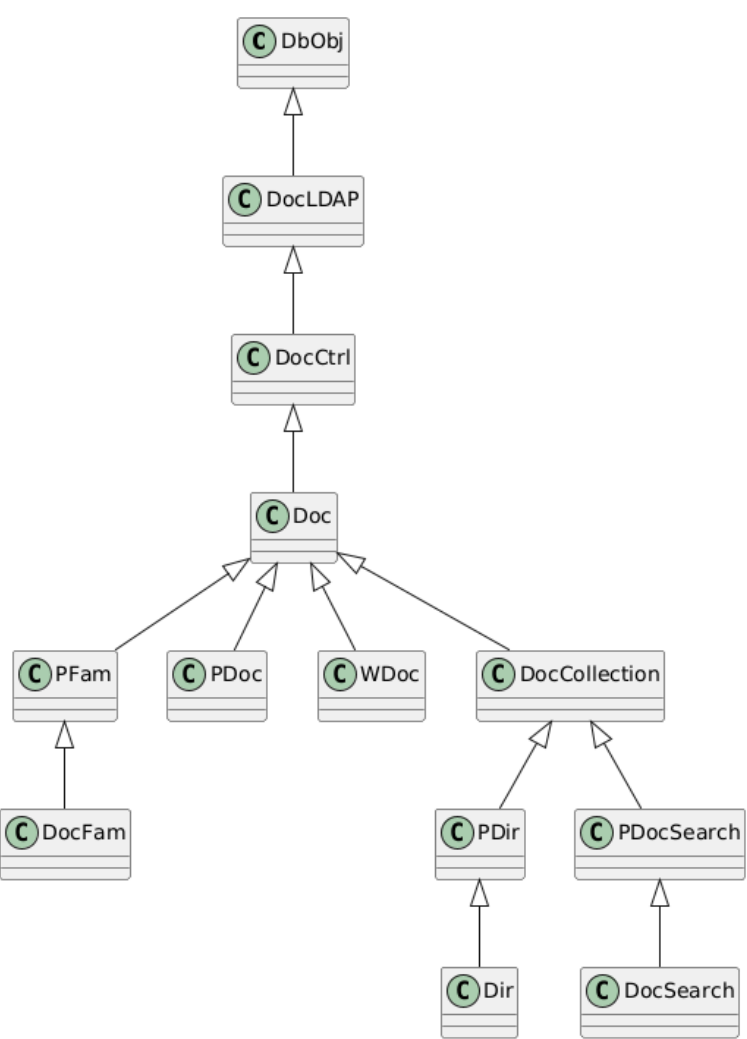 C DbObj
C DocLDAP
C DocCtrl
C Doc
C PFam
C PDoc
C WDoc
C DocCollection
C DocFam
C PDir
C PDocSearch
C Dir
C DocSearch